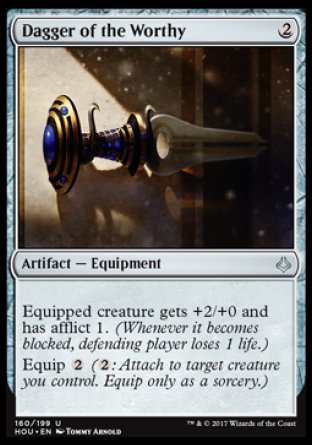 Dagger of the Worthy 2
Artifact — Equipment
Equipped creature gets +2/+0 and
has afflict 1. (Whenever it becomes
blocked, defending player loses 1 life.)
Equip 2 (2: Attach to target creature
you control. Equip only as a sorcery.)
160/199 U
HOU • EN TOMMY ARNOLD
™ & © 2017 Wizards of the Coast